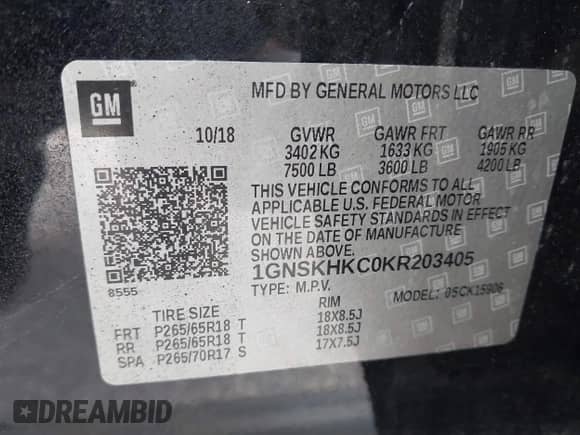 GM
MFD BY GENERAL MOTORS LLC
10/18 GVWR GAWR FRT GAWR RR
3402 KG 1633 KG 1905 KG
7500 LB 3600 LB 4200 LB
THIS VEHICLE CONFORMS TO ALL
APPLICABLE U.S. FEDERAL MOTOR
VEHICLE SAFETY STANDARDS IN EFFECT
ON THE DATE OF MANUFACTURE
SHOWN ABOVE.
8555
1GNSKHKC0KR203405
TYPE: M.P.V. MODEL: 05CK15906
TIRE SIZE RIM
FRT P265/65R18 T 18X8.5J
RR P265/65R18 T 18X8.5J
SPA P265/70R17 S 17X7.5J
DREAMBID